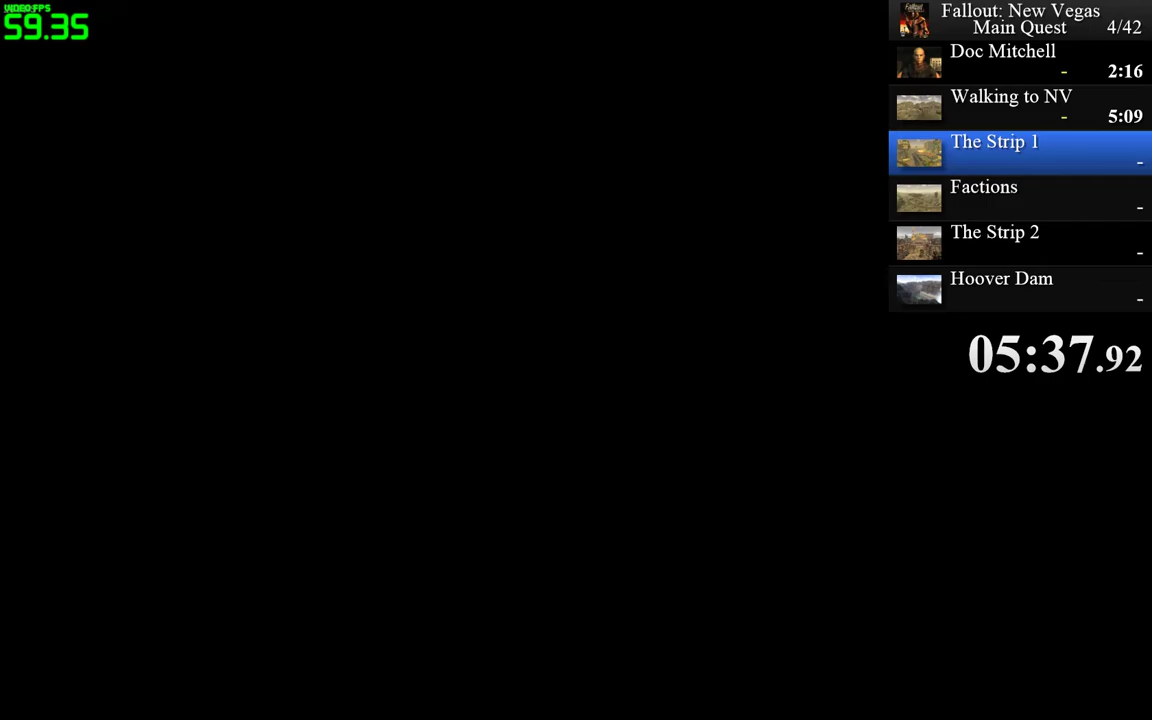 VIDEO:FPS
59.35
Fallout: New Vegas
Main Quest 4/42
Doc Mitchell
- 2:16
Walking to NV
- 5:09
The Strip 1
-
Factions
-
The Strip 2
-
Hoover Dam
-
05:37.92